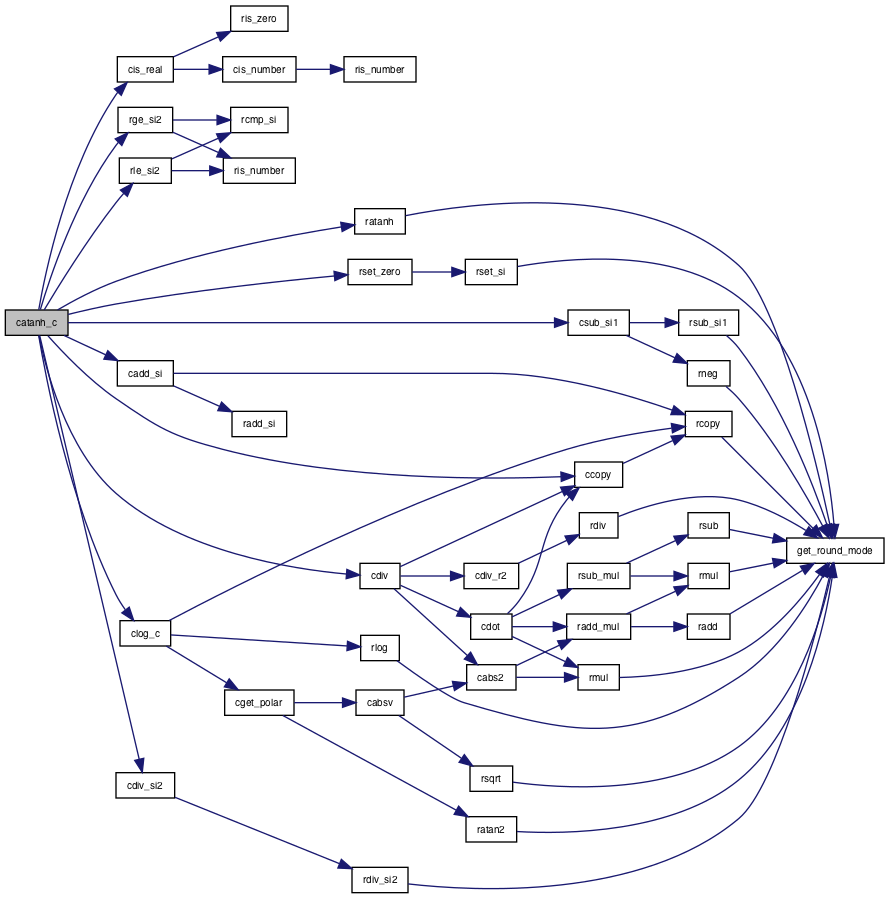 ris_zero
cis_real
cis_number
ris_number
rge_si2
rcmp_si
rle_si2
ris_number
ratanh
rset_zero
rset_si
catanh_c
csub_si1
rsub_si1
cadd_si
rneg
radd_si
rcopy
ccopy
rdiv
rsub
get_round_mode
cdiv
cdiv_r2
rsub_mul
rmul
cdot
radd_mul
radd
clog_c
rlog
cabs2
rmul
cget_polar
cabsv
cdiv_si2
rsqrt
ratan2
rdiv_si2